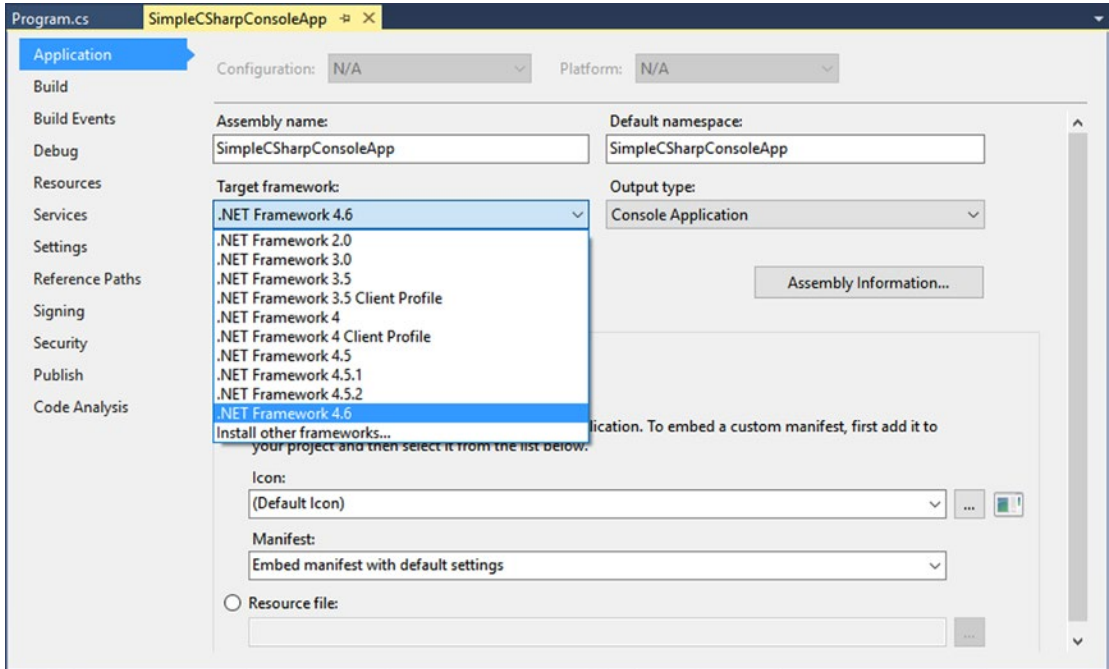 Program.cs
SimpleCSharpConsoleApp
Application
Build
Build Events
Debug
Resources
Services
Settings
Reference Paths
Signing
Security
Publish
Code Analysis
Configuration: N/A Platform: N/A
Assembly name: Default namespace:
SimpleCSharpConsoleApp SimpleCSharpConsoleApp
Target framework: Output type:
.NET Framework 4.6 Console Application
.NET Framework 2.0
.NET Framework 3.0
.NET Framework 3.5
.NET Framework 3.5 Client Profile
.NET Framework 4
.NET Framework 4 Client Profile
.NET Framework 4.5
.NET Framework 4.5.1
.NET Framework 4.5.2
.NET Framework 4.6
Install other frameworks...
Assembly Information...
lication. To embed a custom manifest, first add it to
your project and then select it from the list below.
Icon:
(Default Icon)
...
Manifest:
Embed manifest with default settings
Resource file:
...